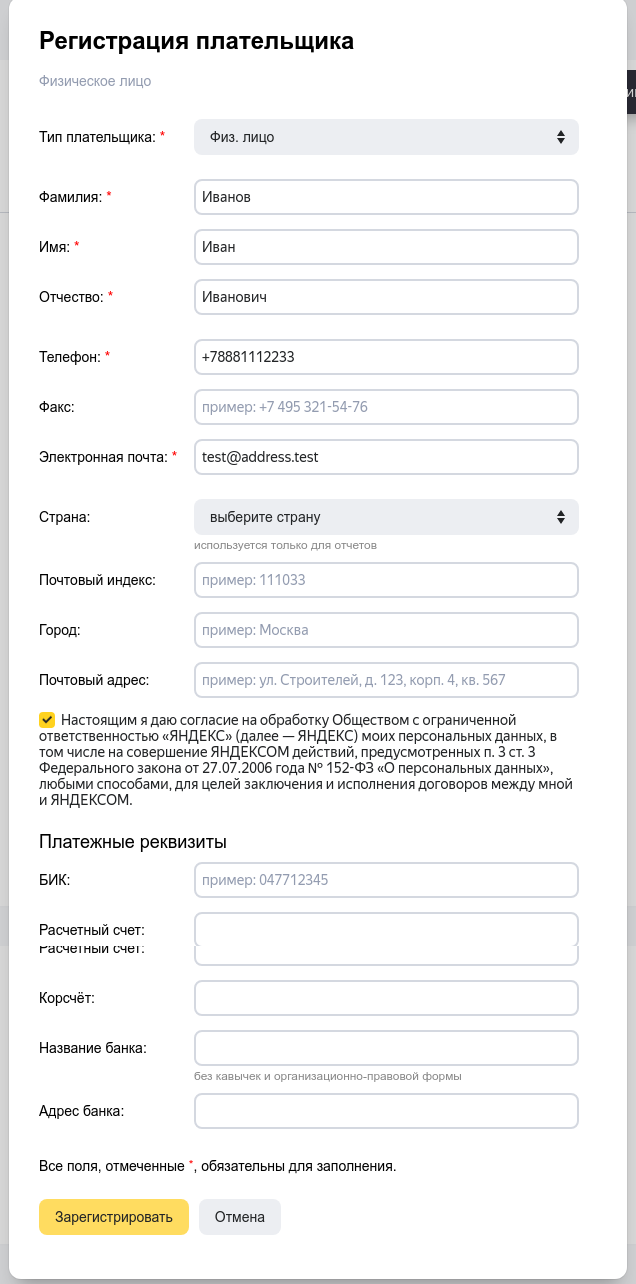 Регистрация плательщика
Физическое лицо
Тип плательщика: * Физ. лицо
Фамилия: * Иванов
Имя: * Иван
Отчество: * Иванович
Телефон: * +78881112233
Факс: пример: +7 495 321-54-76
Электронная почта: * test@address.test
Страна: выберите страну
используется только для отчетов
Почтовый индекс: пример: 111033
Город: пример: Москва
Почтовый адрес: пример: ул. Строителей, д. 123, корп. 4, кв. 567
Настоящим я даю согласие на обработку Обществом с ограниченной
ответственностью «ЯНДЕКС» (далее — ЯНДЕКС) моих персональных данных, в
том числе на совершение ЯНДЕКСОМ действий, предусмотренных п. 3 ст. 3
Федерального закона от 27.07.2006 года № 152-ФЗ «О персональных данных»,
любыми способами, для целей заключения и исполнения договоров между мной
и ЯНДЕКСОМ.
Платежные реквизиты
БИК: пример: 047712345
Расчетный счет:
Расчетный счет:
Корсчёт:
Название банка:
без кавычек и организационно-правовой формы
Адрес банка:
Все поля, отмеченные *, обязательны для заполнения.
Зарегистрировать Отмена